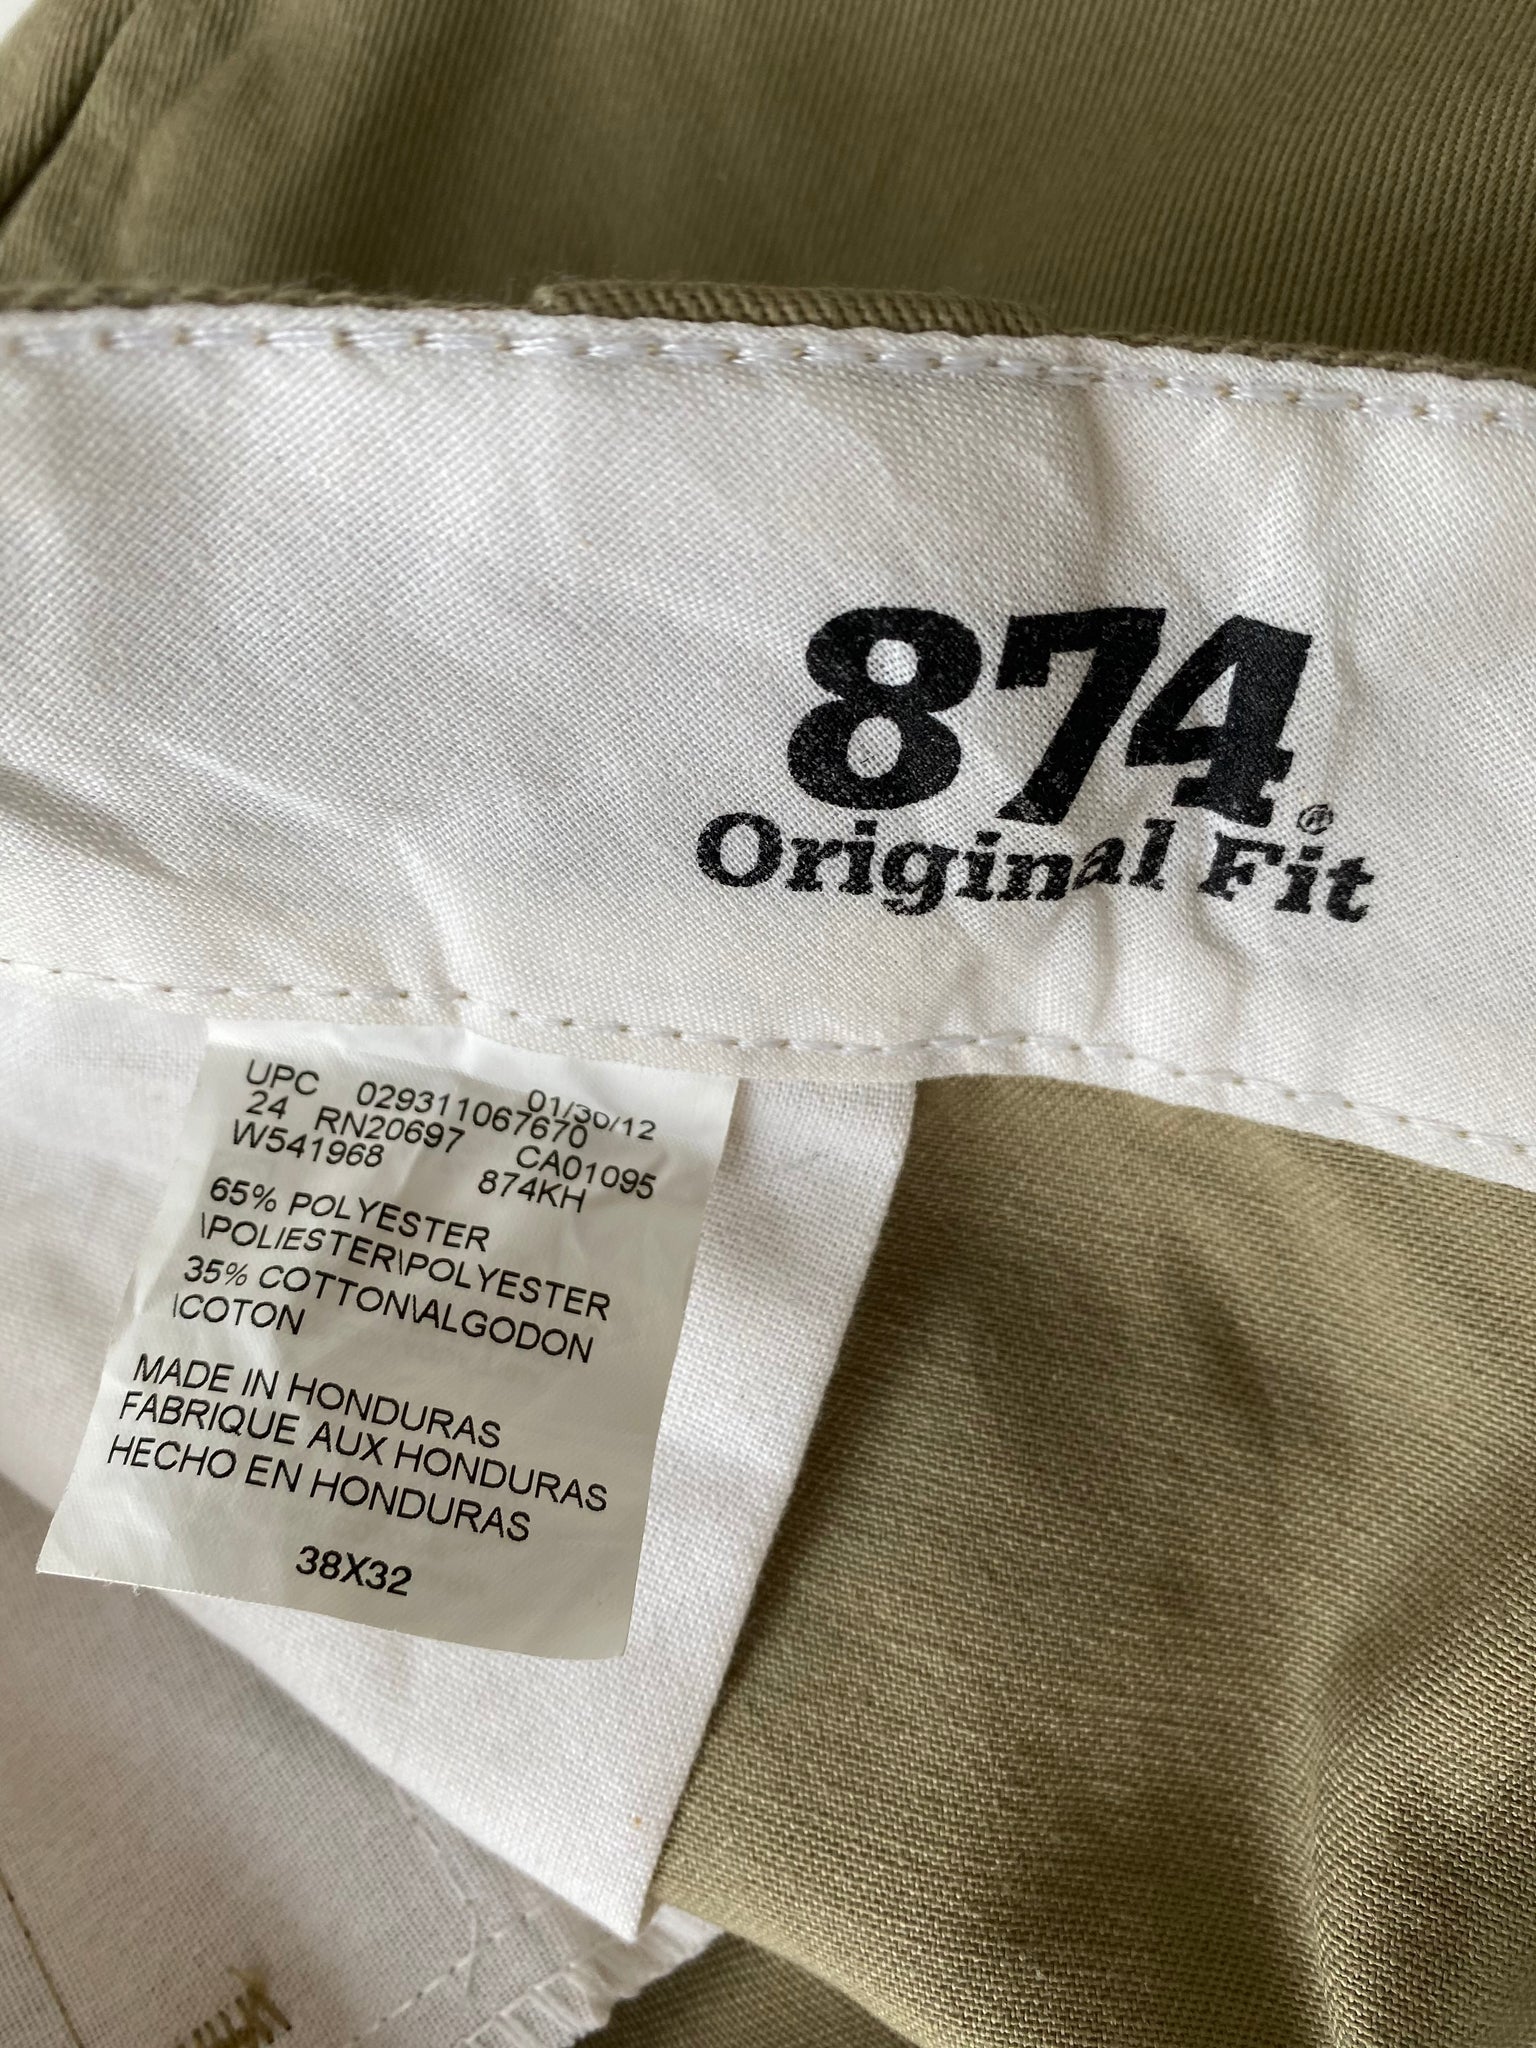 874®
Original Fit
01/30/12
UPC 029311067670
24 RN20697 CA01095
W541968 874KH
65% POLYESTER
\POLIESTER\POLYESTER
35% COTTON\ALGODON
\COTON
MADE IN HONDURAS
FABRIQUE AUX HONDURAS
HECHO EN HONDURAS
38X32